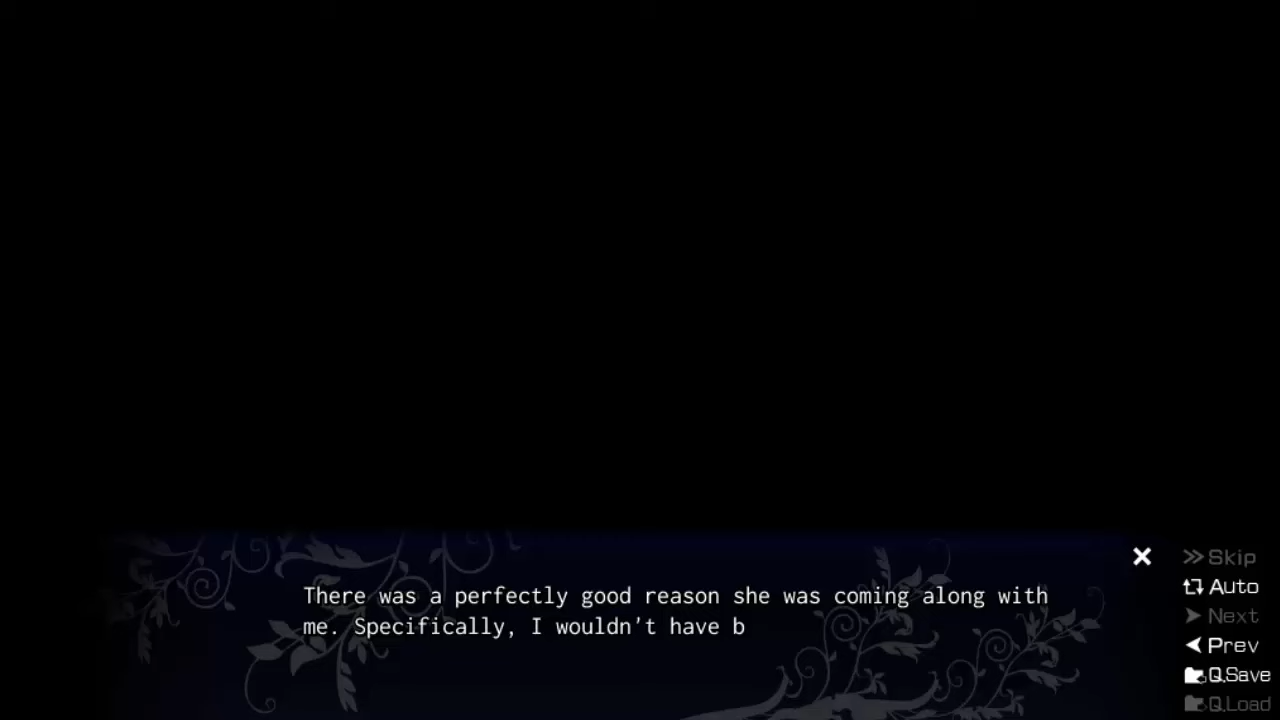 There was a perfectly good reason she was coming along with
me. Specifically, I wouldn't have b
Skip
Auto
Next
Prev
Q.Save
Q.Load